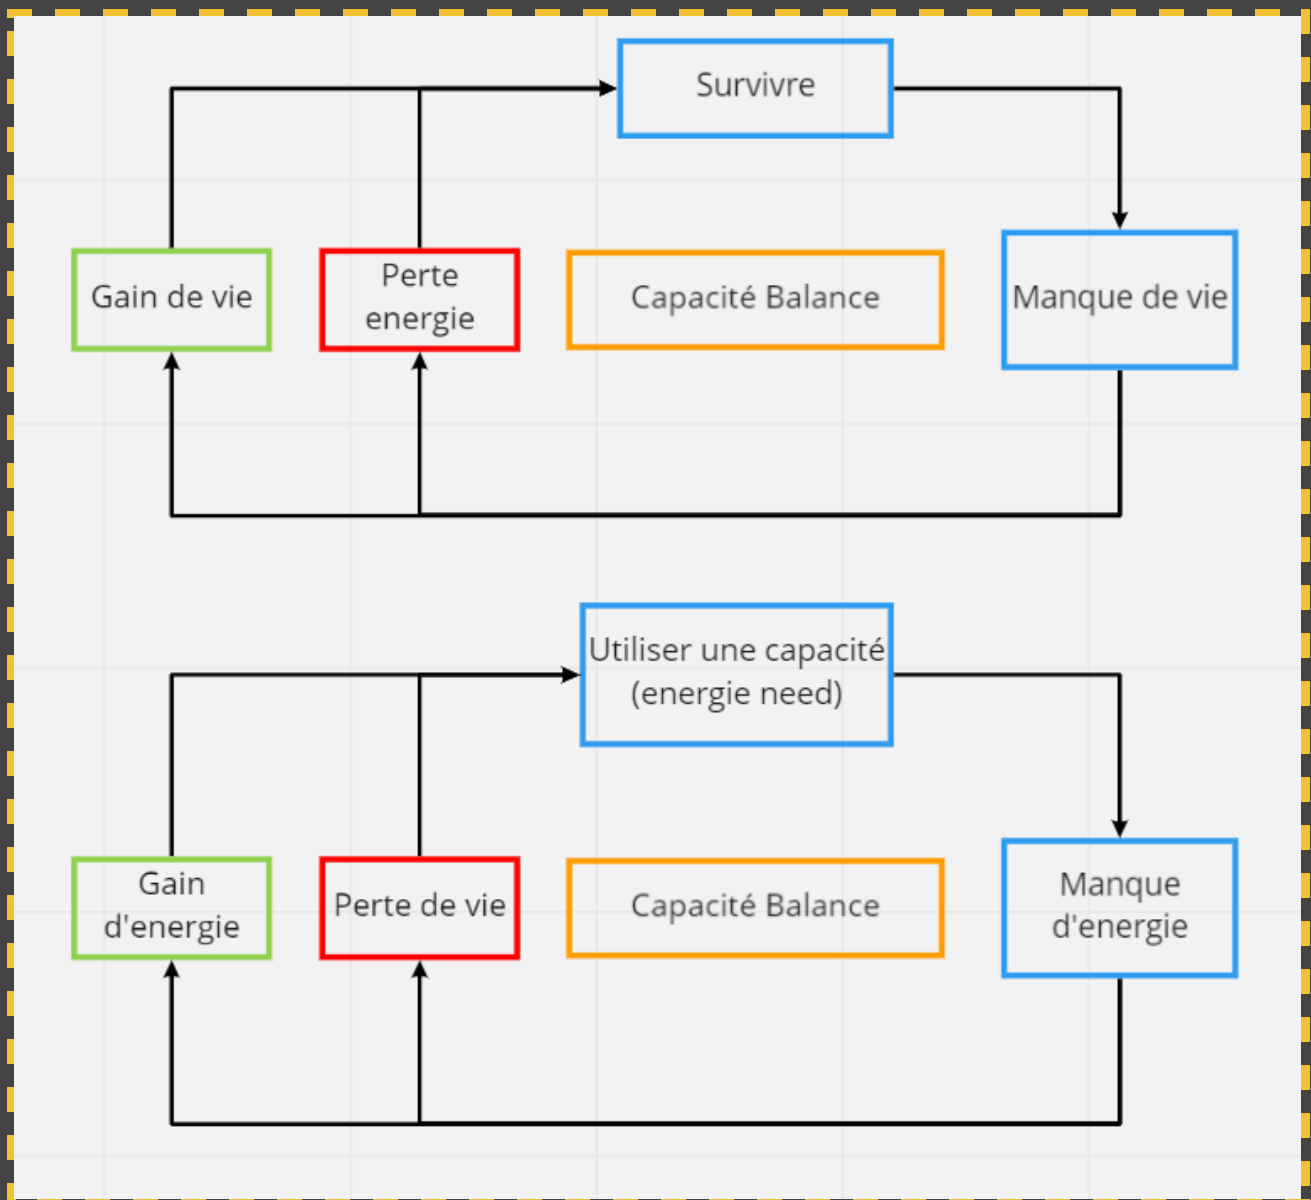 Survivre
Gain de vie
Perte
energie
Capacité Balance
Manque de vie
Utiliser une capacité
(energie need)
Gain
d'energie
Perte de vie
Capacité Balance
Manque
d'energie